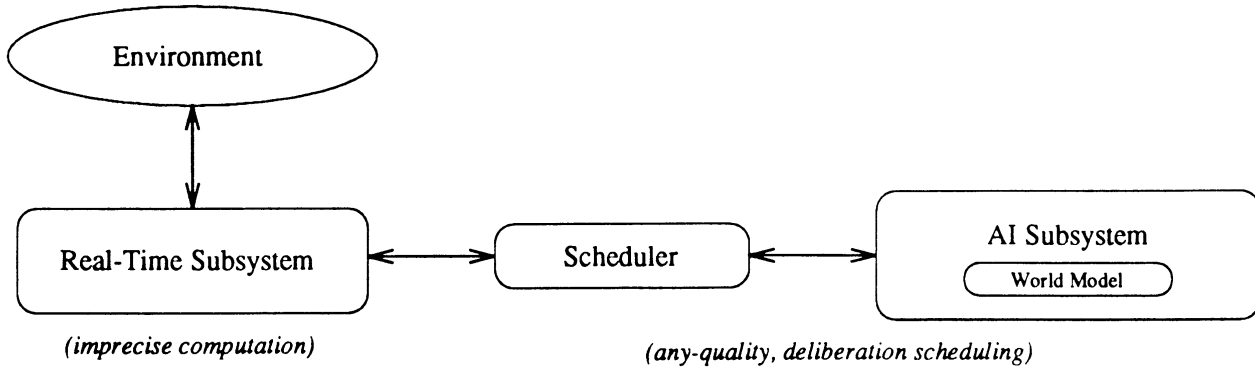 Environment
Real-Time Subsystem
Scheduler
AI Subsystem
World Model
(imprecise computation)
(any-quality, deliberation scheduling)